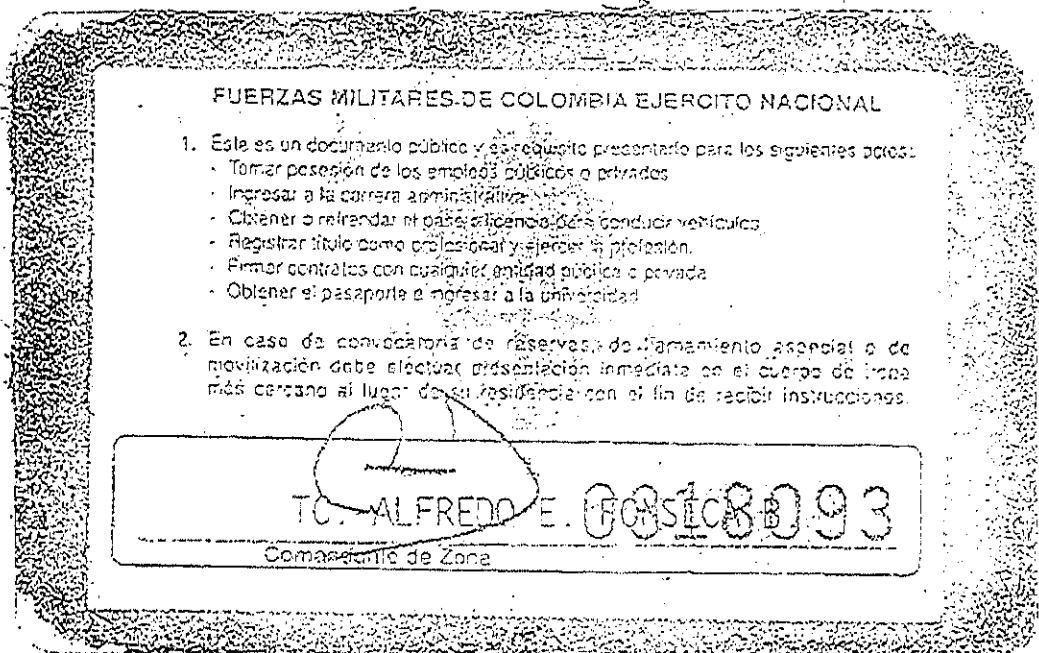 FUERZAS MILITARES DE COLOMBIA EJERCITO NACIONAL
1. Este es un documento público y es requisito presentarlo para los siguientes actos:
- Tomar posesión de los empleos públicos o privados
- Ingresar a la carrera administrativa
- Obtener o refrendar el pase o licencia para conducir vehículos
- Registrar título como profesional y ejercer la profesión.
- Firmar contratos con cualquier entidad pública o privada
- Obtener el pasaporte e ingresar a la universidad
2. En caso de convocatoria de reservas, de llamamiento especial o de
movilización debe efectuar presentación inmediata en el cuerpo de tropa
más cercano al lugar de su residencia con el fin de recibir instrucciones.
TC. ALFREDO E. B.
Comandante de Zona